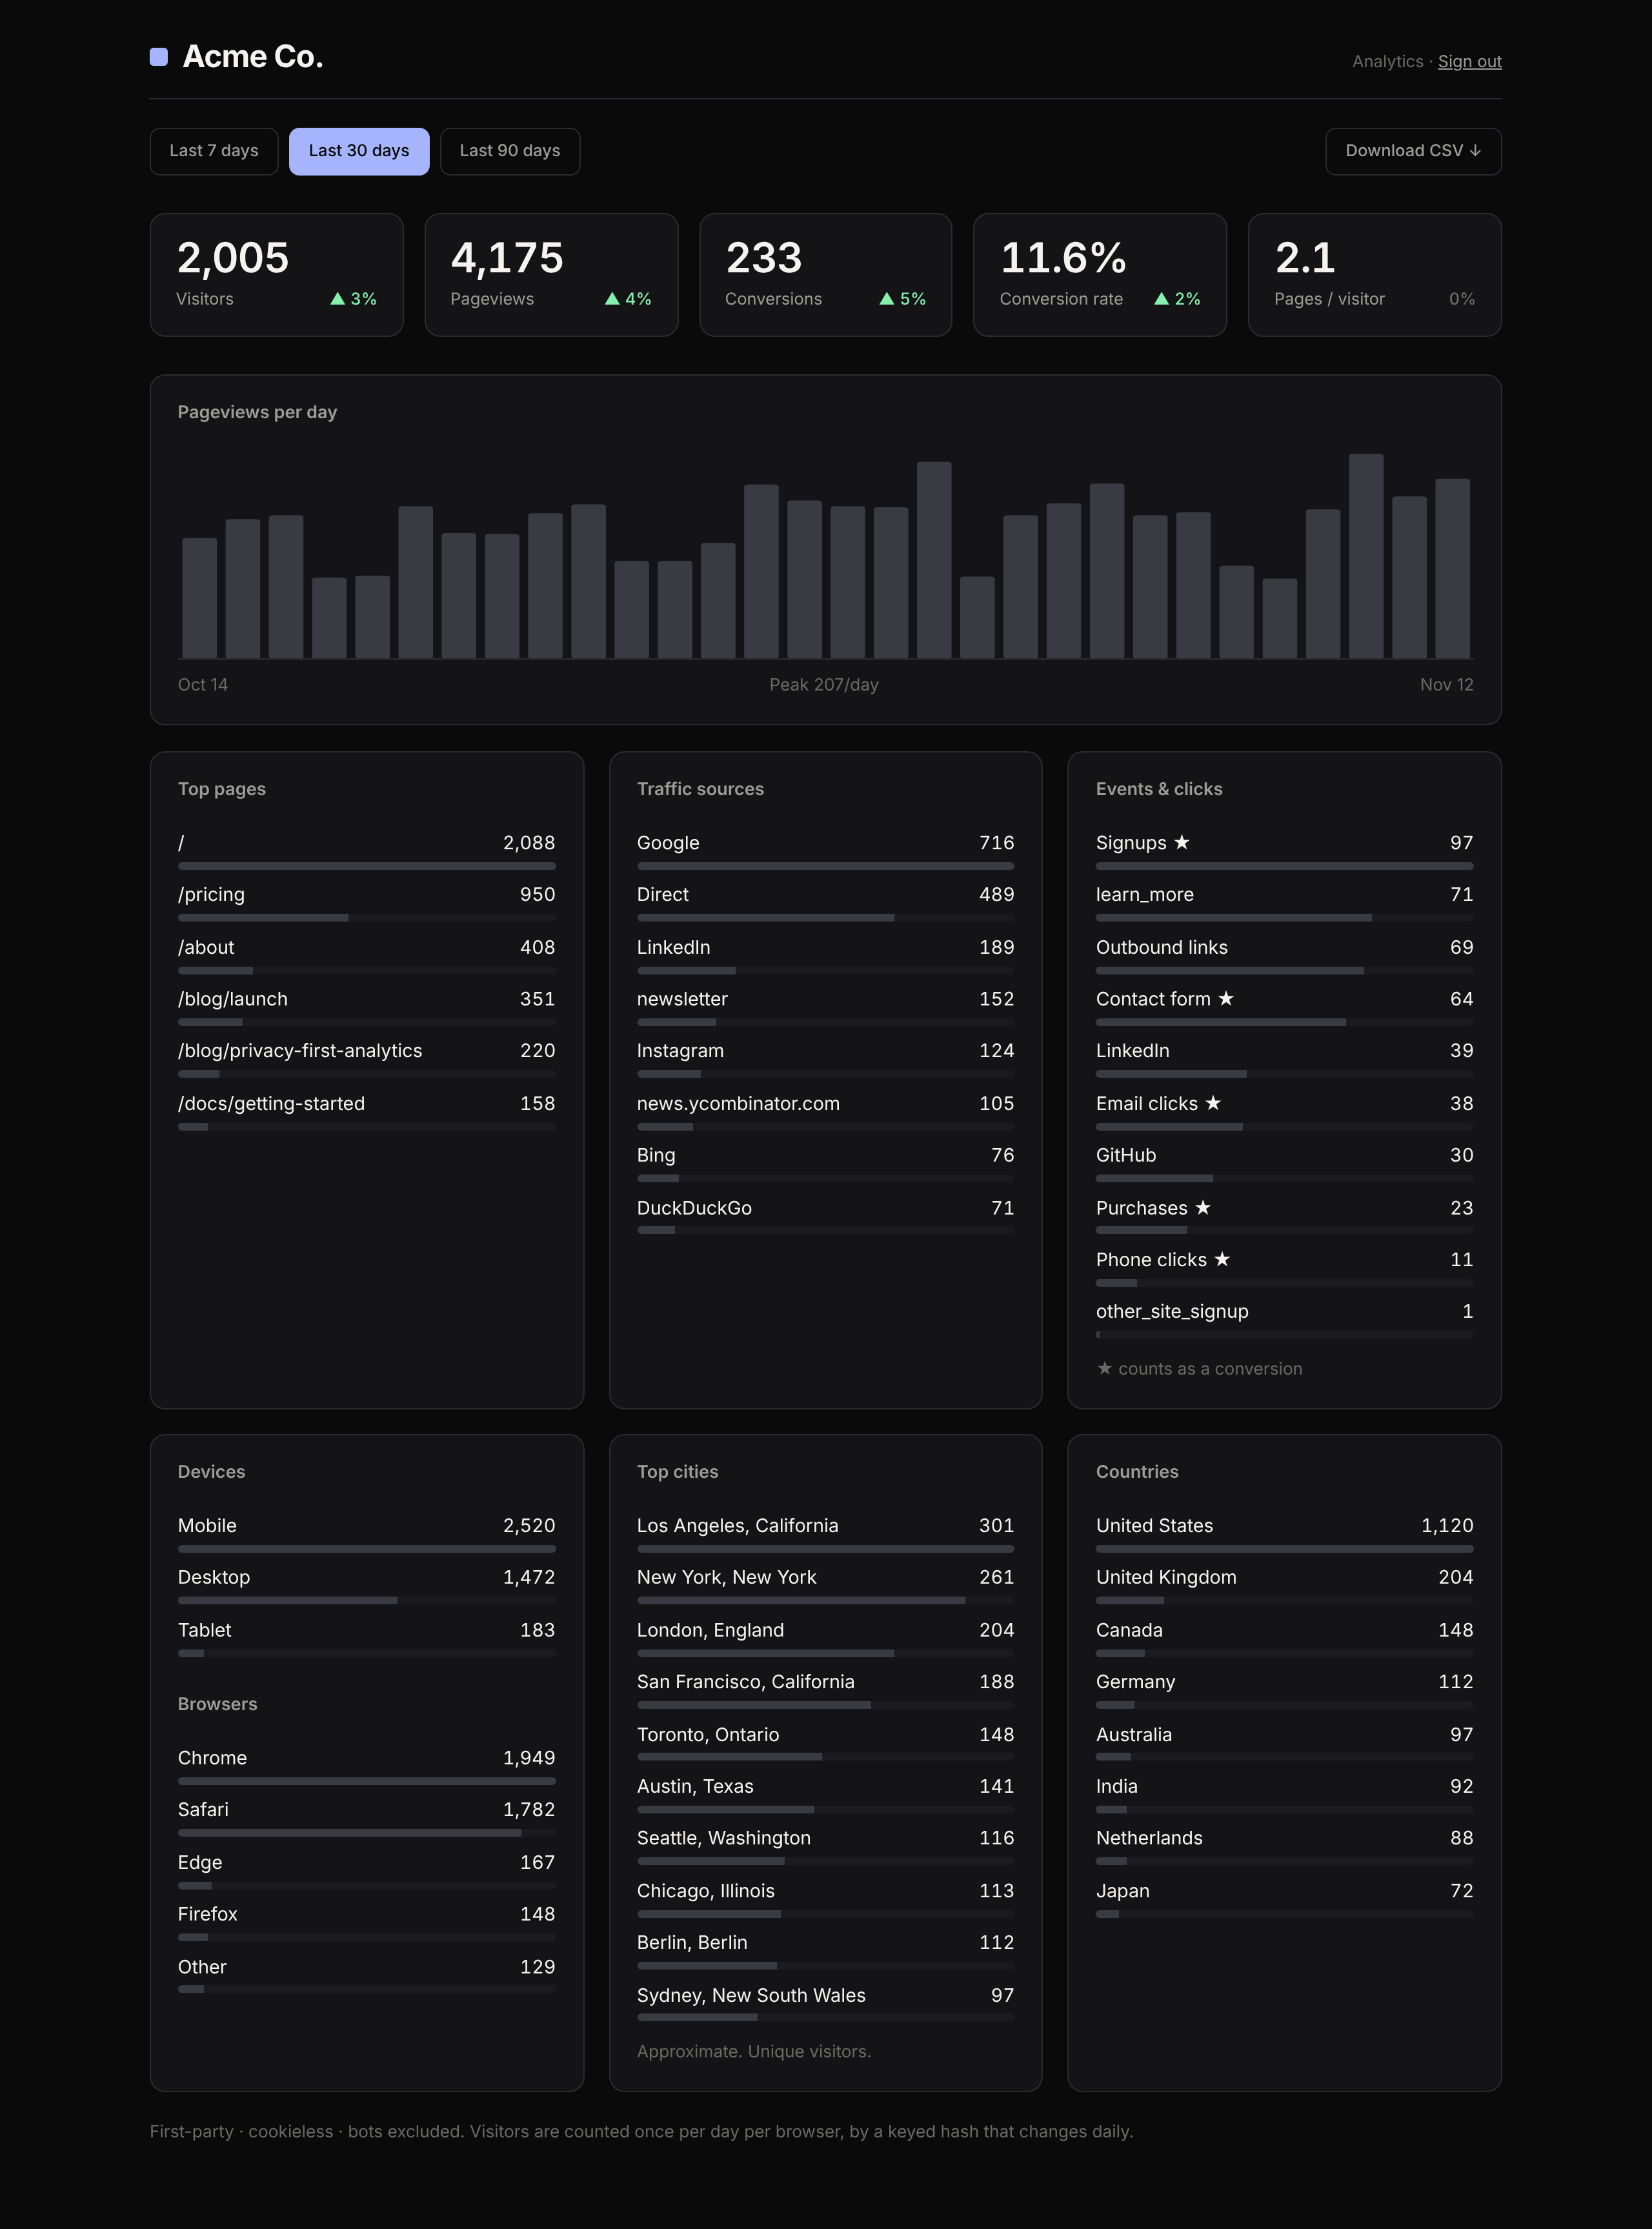 Acme Co.
Analytics · Sign out
Last 7 days
Last 30 days
Last 90 days
Download CSV ↓
2,005
Visitors ▲ 3%
4,175
Pageviews ▲ 4%
233
Conversions ▲ 5%
11.6%
Conversion rate ▲ 2%
2.1
Pages / visitor 0%
Pageviews per day
Oct 14 Peak 207/day Nov 12
Top pages
/ 2,088
/pricing 950
/about 408
/blog/launch 351
/blog/privacy-first-analytics 220
/docs/getting-started 158
Traffic sources
Google 716
Direct 489
LinkedIn 189
newsletter 152
Instagram 124
news.ycombinator.com 105
Bing 76
DuckDuckGo 71
Events & clicks
Signups ★ 97
learn_more 71
Outbound links 69
Contact form ★ 64
LinkedIn 39
Email clicks ★ 38
GitHub 30
Purchases ★ 23
Phone clicks ★ 11
other_site_signup 1
★ counts as a conversion
Devices
Mobile 2,520
Desktop 1,472
Tablet 183
Browsers
Chrome 1,949
Safari 1,782
Edge 167
Firefox 148
Other 129
Top cities
Los Angeles, California 301
New York, New York 261
London, England 204
San Francisco, California 188
Toronto, Ontario 148
Austin, Texas 141
Seattle, Washington 116
Chicago, Illinois 113
Berlin, Berlin 112
Sydney, New South Wales 97
Approximate. Unique visitors.
Countries
United States 1,120
United Kingdom 204
Canada 148
Germany 112
Australia 97
India 92
Netherlands 88
Japan 72
First-party · cookieless · bots excluded. Visitors are counted once per day per browser, by a keyed hash that changes daily.